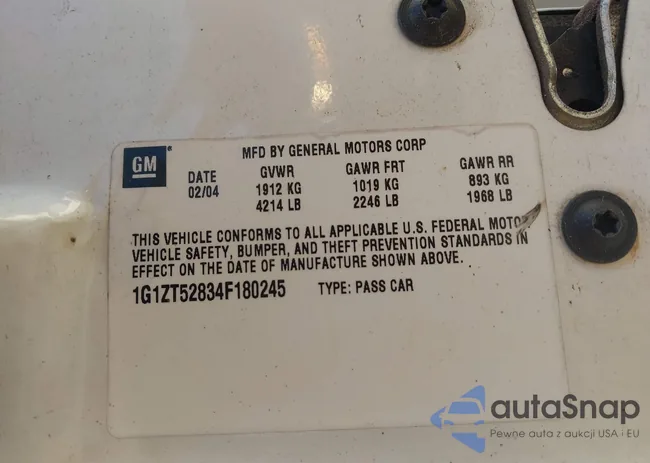 MFD BY GENERAL MOTORS CORP
GM
DATE GVWR GAWR FRT GAWR RR
02/04 1912 KG 1019 KG 893 KG
4214 LB 2246 LB 1968 LB
THIS VEHICLE CONFORMS TO ALL APPLICABLE U.S. FEDERAL MOTOR
VEHICLE SAFETY, BUMPER, AND THEFT PREVENTION STANDARDS IN
EFFECT ON THE DATE OF MANUFACTURE SHOWN ABOVE.
1G1ZT52834F180245 TYPE: PASS CAR
autaSnap
Pewne auta z aukcji USA i EU